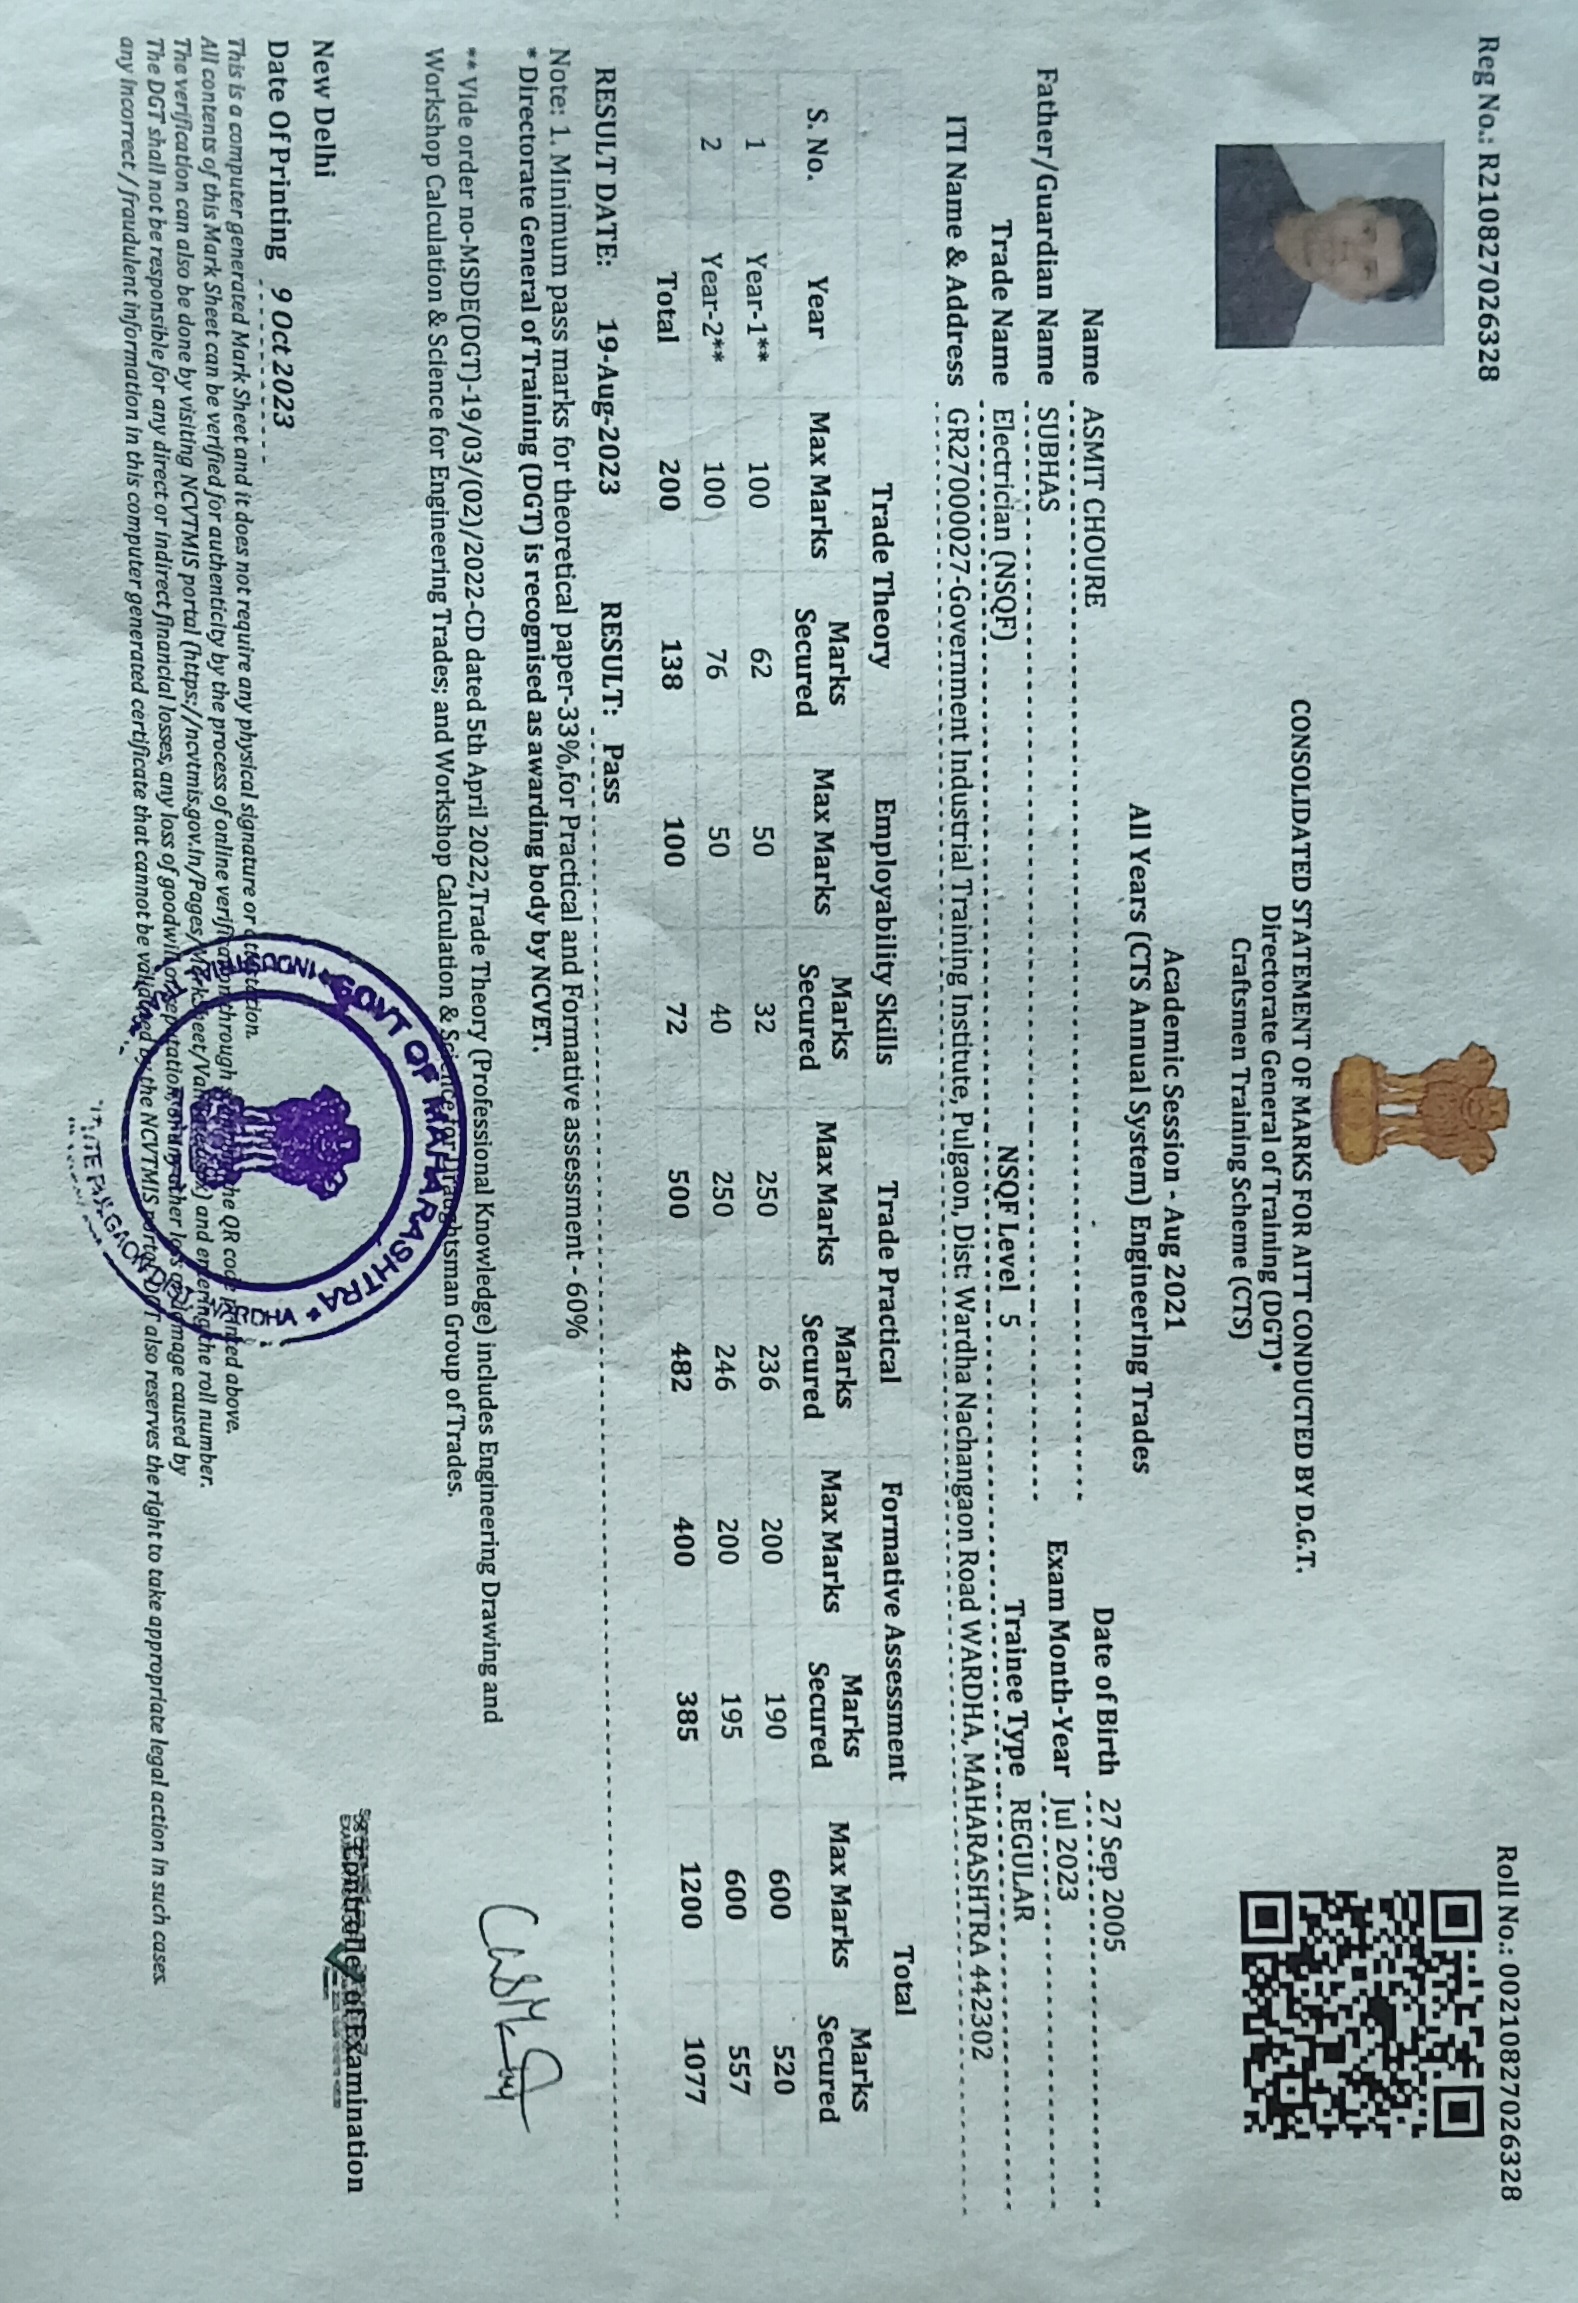 Reg No.: R210827026328
Roll No.: 00210827026328
CONSOLIDATED STATEMENT OF MARKS FOR AITT CONDUCTED BY D.G.T.
Directorate General of Training (DGT)*
Craftsmen Training Scheme (CTS)
Academic Session - Aug 2021
All Years (CTS Annual System) Engineering Trades
Name ASMIT CHOURE Date of Birth 27 Sep 2005
Father/Guardian Name SUBHAS Exam Month-Year Jul 2023
Trade Name Electrician (NSQF) NSQF Level 5 Trainee Type REGULAR
ITI Name & Address GR27000027-Government Industrial Training Institute, Pulgaon, Dist: Wardha Nachangaon Road WARDHA, MAHARASHTRA 442302
Trade Theory Employability Skills Trade Practical Formative Assessment Total
S. No. Year Max Marks Marks Secured Max Marks Marks Secured Max Marks Marks Secured Max Marks Marks Secured Max Marks Marks Secured
1 Year-1** 100 62 50 32 250 236 200 190 600 520
2 Year-2** 100 76 50 40 250 246 200 195 600 557
Total 200 138 100 72 500 482 400 385 1200 1077
RESULT DATE: 19-Aug-2023 RESULT: Pass
Note: 1. Minimum pass marks for theoretical paper-33%,for Practical and Formative assessment - 60%
* Directorate General of Training (DGT) is recognised as awarding body by NCVET.
** Vide order no-MSDE(DGT)-19/03/(02)/2022-CD dated 5th April 2022,Trade Theory (Professional Knowledge) includes Engineering Drawing and
Workshop Calculation & Science for Engineering Trades; and Workshop Calculation & Science for Draughtsman Group of Trades.
New Delhi
Controller of Examination
Date Of Printing 9 Oct 2023
This is a computer generated Mark Sheet and it does not require any physical signature or attestation.
All contents of this Mark Sheet can be verified for authenticity by the process of online verification through the QR code printed above.
The verification can also be done by visiting NCVTMIS portal (https://ncvtmis.gov.in/Pages/MarkSheet/Validate.aspx) and entering the roll number.
The DGT shall not be responsible for any direct or indirect financial losses, any loss of goodwill or reputation, or any other loss or damage caused by
any incorrect / fraudulent information in this computer generated certificate that cannot be validated by the NCVTMIS portal. DGT also reserves the right to take appropriate legal action in such cases.
GOVT OF MAHARASHTRA *